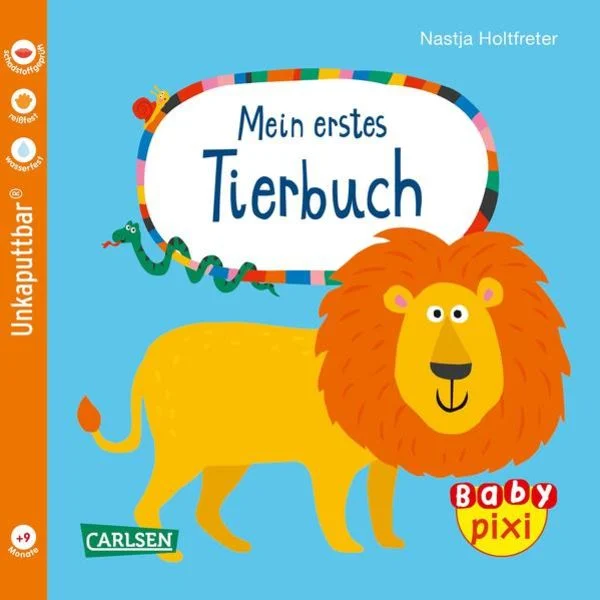 Nastja Holtfreter
Mein erstes
Tierbuch
schadstoffgeprüft
reißfest
wasserfest
Unkaputtbar®
+9
Monate
CARLSEN
Baby
pixi